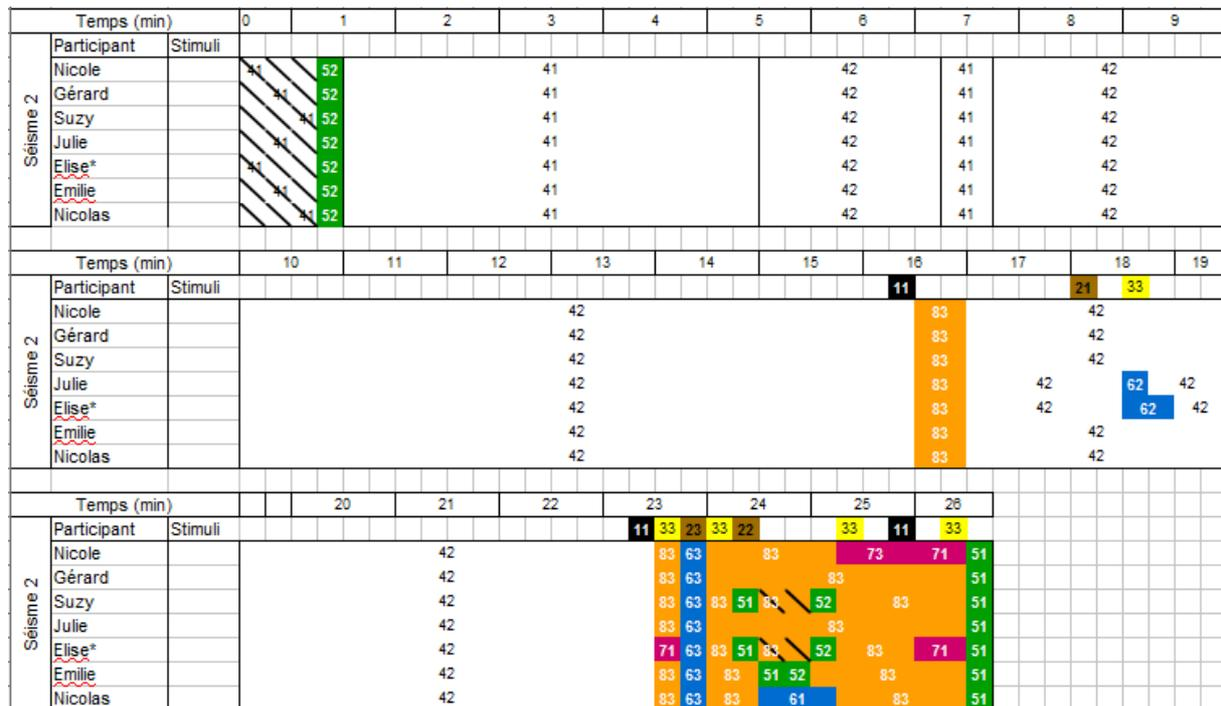 Temps (min) 0 1 2 3 4 5 6 7 8 9
Séisme 2
Participant Stimuli
Nicole 41 52 41 42 41 42
Gérard 41 52 41 42 41 42
Suzy 41 52 41 42 41 42
Julie 41 52 41 42 41 42
Elise* 41 52 41 42 41 42
Emilie 41 52 41 42 41 42
Nicolas 41 52 41 42 41 42
Temps (min) 10 11 12 13 14 15 16 17 18 19
Séisme 2
Participant Stimuli 11 21 33
Nicole 42 83 42
Gérard 42 83 42
Suzy 42 83 42
Julie 42 83 42 62 42
Elise* 42 83 42 62 42
Emilie 42 83 42
Nicolas 42 83 42
Temps (min) 20 21 22 23 24 25 26
Séisme 2
Participant Stimuli 11 33 23 33 22 33 11 33
Nicole 42 83 63 83 73 71 51
Gérard 42 83 63 83 51
Suzy 42 83 63 83 51 83 52 83 51
Julie 42 83 63 83 51
Elise* 42 71 63 83 51 83 52 83 71 51
Emilie 42 83 63 83 51 52 83 51
Nicolas 42 83 63 83 61 83 51